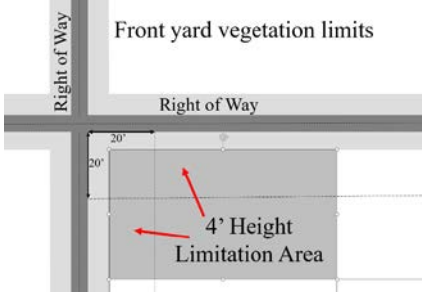 Front yard vegetation limits
Right of Way
Right of Way
20’
20’
4’ Height
Limitation Area